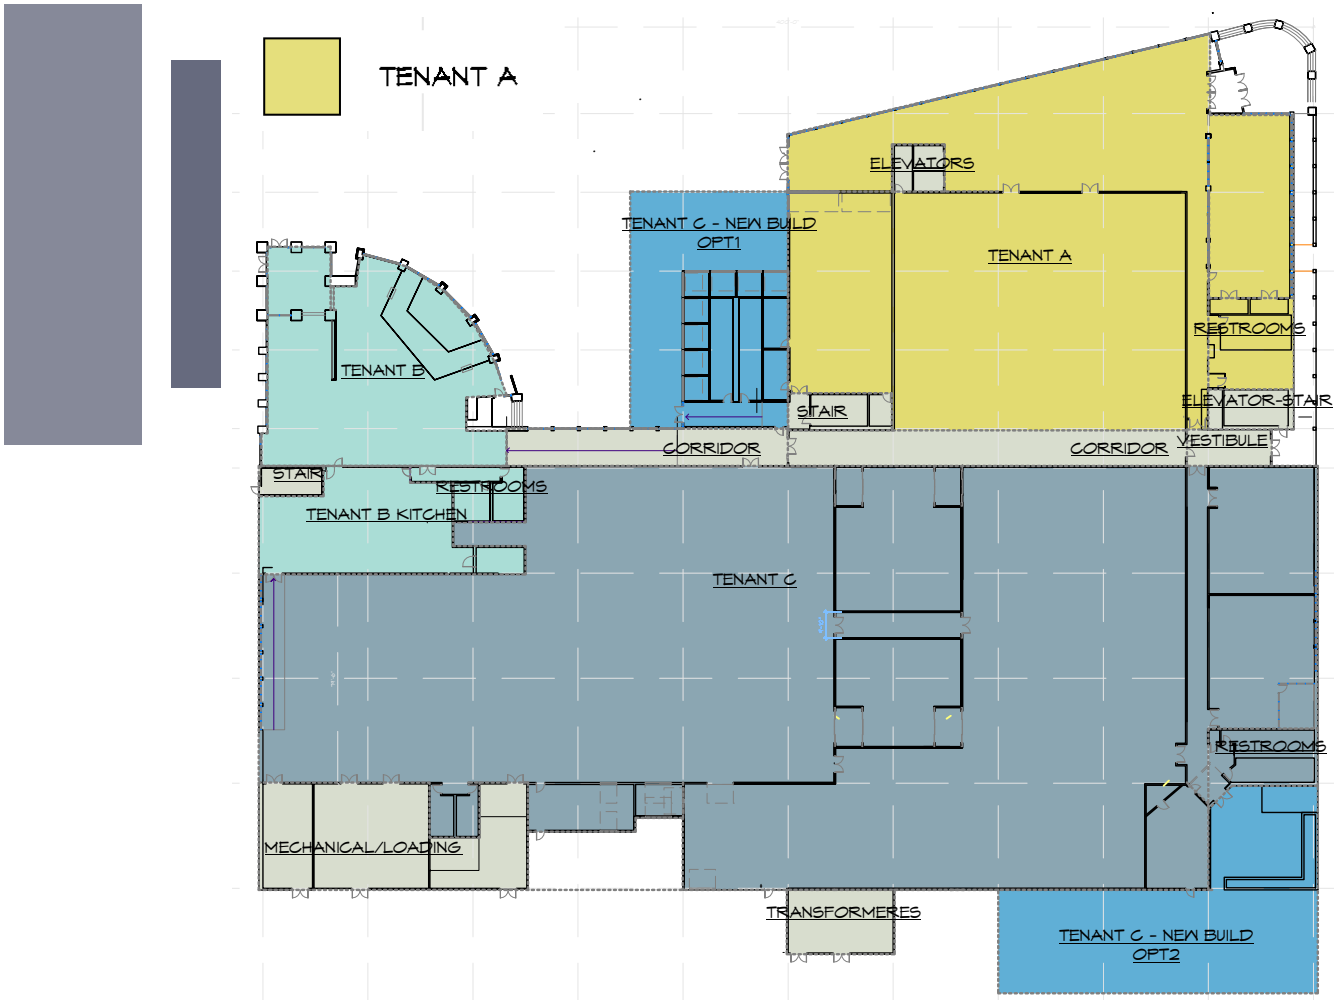 TENANT A
ELEVATORS
TENANT C - NEW BUILD
OPT1
TENANT A
RESTROOMS
TENANT B
ELEVATOR-STAIR
STAIR
VESTIBULE
CORRIDOR
CORRIDOR
STAIR
RESTROOMS
TENANT B KITCHEN
TENANT C
RESTROOMS
MECHANICAL/LOADING
TRANSFORMERES
TENANT C - NEW BUILD
OPT2